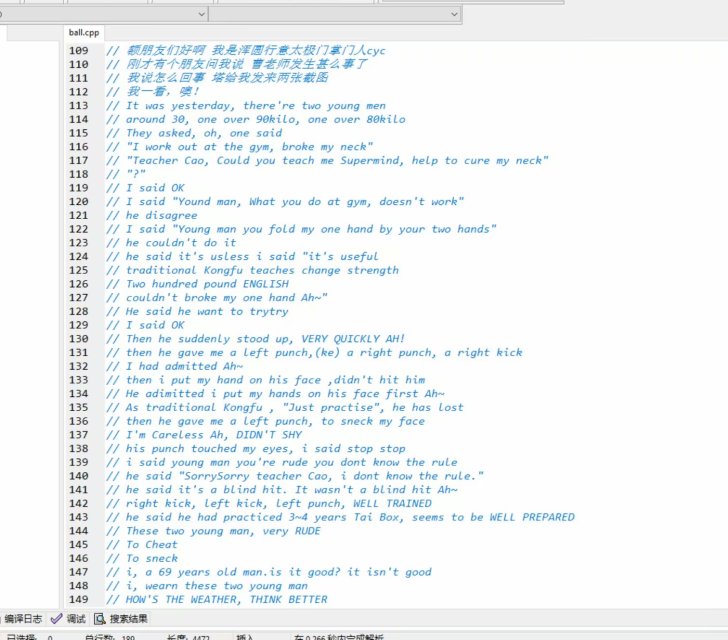 ball.cpp
109 // 额朋友们好啊 我是浑圆行意太极门掌门人cyc
110 // 刚才有个朋友问我说 曹老师发生甚么事了
111 // 我说怎么回事 塔给我发来两张截图
112 // 我一看，噢！
113 // It was yesterday, there're two young men
114 // around 30, one over 90kilo, one over 80kilo
115 // They asked, oh, one said
116 // "I work out at the gym, broke my neck"
117 // "Teacher Cao, Could you teach me Supermind, help to cure my neck"
118 // "?"
119 // I said OK
120 // I said "Yound man, What you do at gym, doesn't work"
121 // he disagree
122 // I said "Young man you fold my one hand by your two hands"
123 // he couldn't do it
124 // he said it's usless i said "it's useful
125 // traditional Kongfu teaches change strength
126 // Two hundred pound ENGLISH
127 // couldn't broke my one hand Ah~"
128 // He said he want to trytry
129 // I said OK
130 // Then he suddenly stood up, VERY QUICKLY AH!
131 // then he gave me a left punch,(ke) a right punch, a right kick
132 // I had admitted Ah~
133 // then i put my hand on his face ,didn't hit him
134 // He adimitted i put my hands on his face first Ah~
135 // As traditional Kongfu , "Just practise", he has lost
136 // then he gave me a left punch, to sneck my face
137 // I'm Careless Ah, DIDN'T SHY
138 // his punch touched my eyes, i said stop stop
139 // i said young man you're rude you dont know the rule
140 // he said "SorrySorry teacher Cao, i dont know the rule."
141 // he said it's a blind hit. It wasn't a blind hit Ah~
142 // right kick, left kick, left punch, WELL TRAINED
143 // he said he had practiced 3~4 years Tai Box, seems to be WELL PREPARED
144 // These two young man, very RUDE
145 // To Cheat
146 // To sneck
147 // i, a 69 years old man.is it good? it isn't good
148 // i, wearn these two young man
149 // HOW'S THE WEATHER, THINK BETTER
编译日志 调试 搜索结果
已选择: 0 总行数: 189 长度: 4472 插入 在 0.266 秒内完成解析